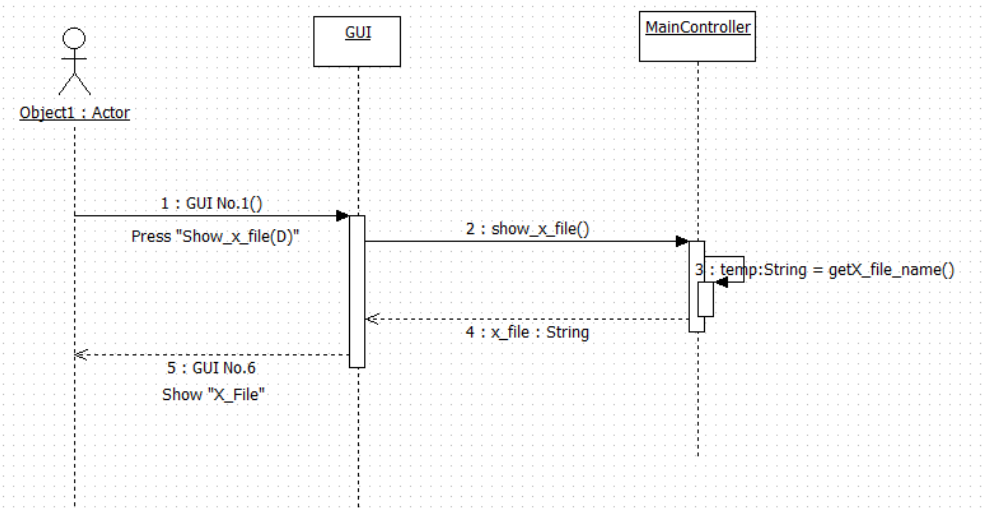 GUI
MainController
Object1 : Actor
1 : GUI No.1()
Press "Show_x_file(D)"
2 : show_x_file()
3 : temp:String = getX_file_name()
4 : x_file : String
5 : GUI No.6
Show "X_File"